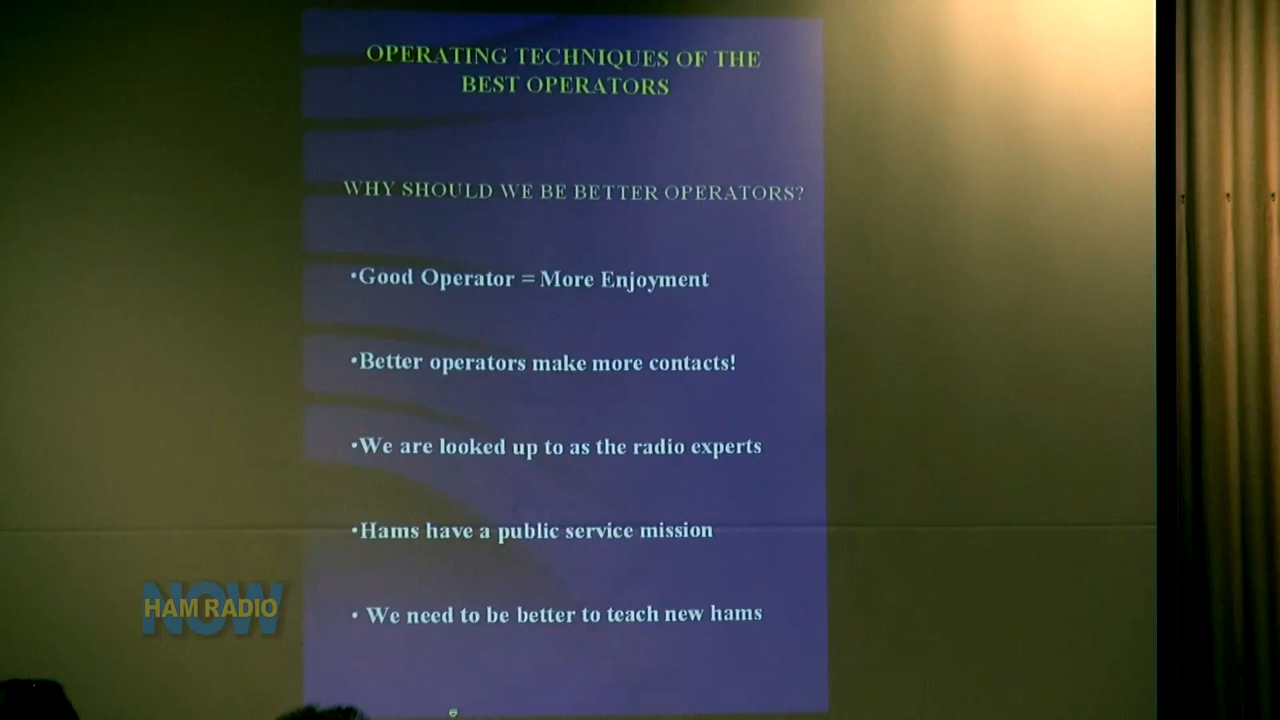 OPERATING TECHNIQUES OF THE
BEST OPERATORS
WHY SHOULD WE BE BETTER OPERATORS?
•Good Operator = More Enjoyment
•Better operators make more contacts!
•We are looked up to as the radio experts
•Hams have a public service mission
• We need to be better to teach new hams
NOW
HAM RADIO